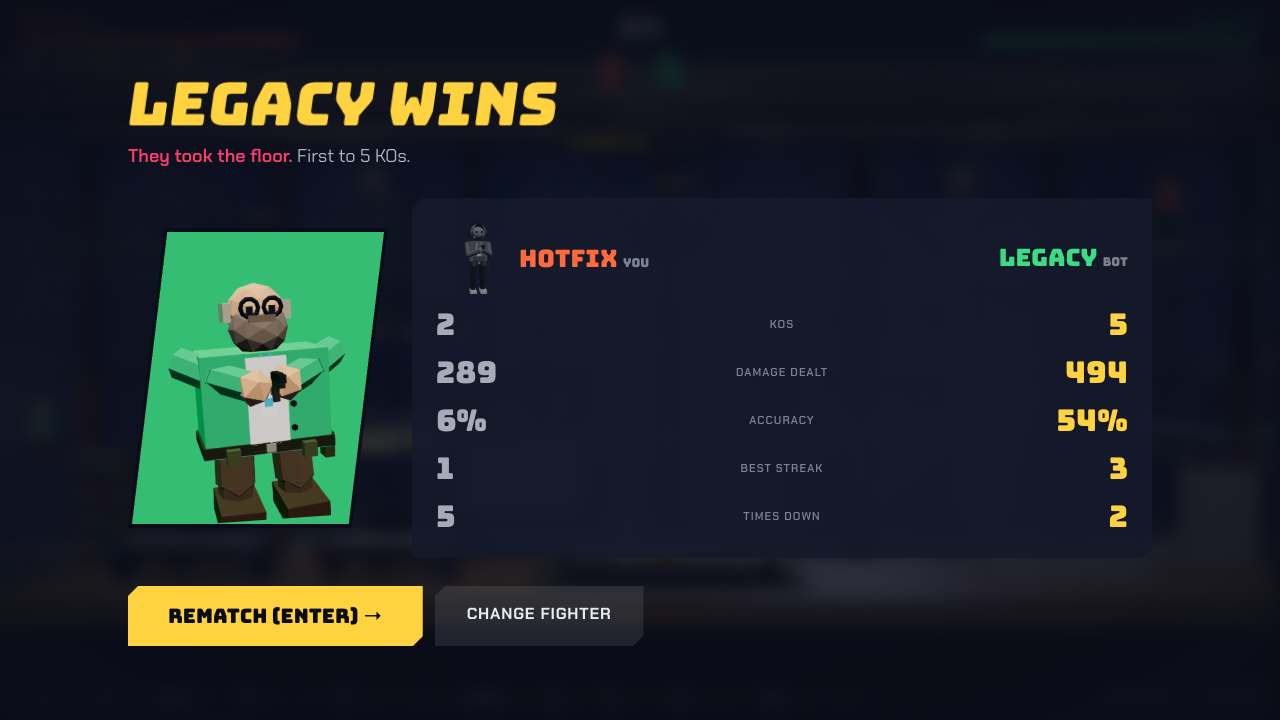 LEGACY WINS
They took the floor. First to 5 KOs.
HOTFIX YOU LEGACY BOT
2 KOS 5
289 DAMAGE DEALT 494
6% ACCURACY 54%
1 BEST STREAK 3
5 TIMES DOWN 2
REMATCH (ENTER) → CHANGE FIGHTER